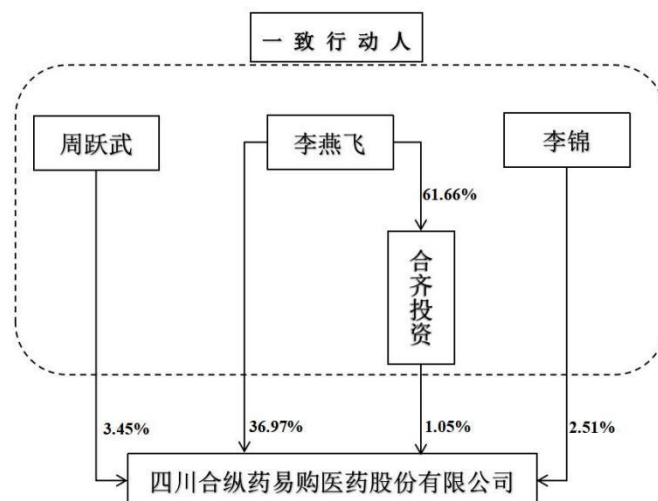 一致行动人
周跃武
李燕飞
李锦
61.66%
合齐投资
3.45%
36.97%
1.05%
2.51%
四川合纵药易购医药股份有限公司